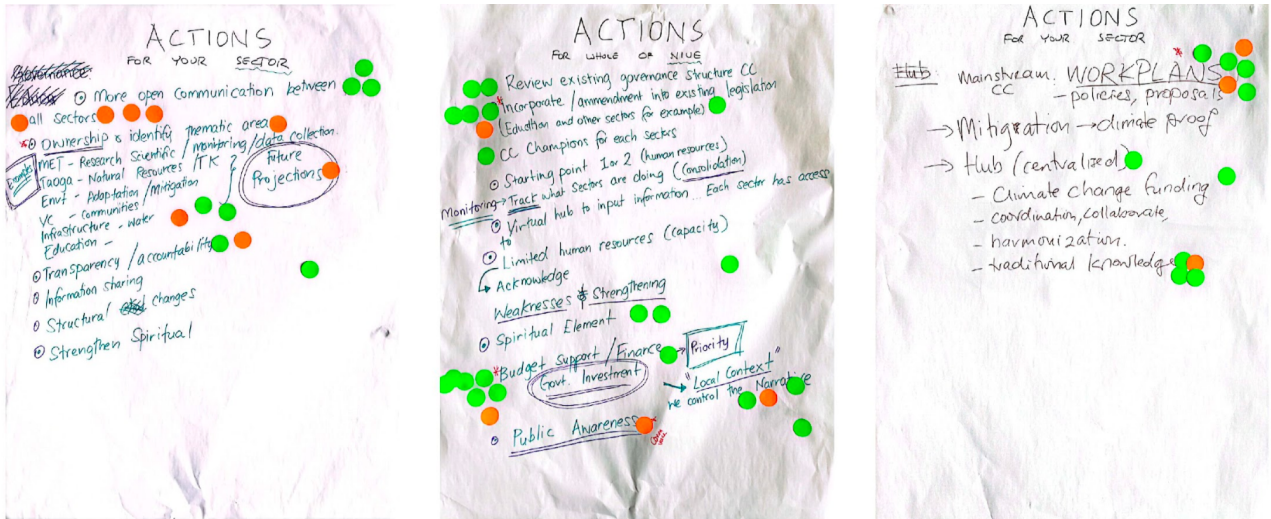 ACTIONS
FOR YOUR SECTOR
More open communication between
all sectors
* Ownership & identify thematic area
Example
MET - Research Scientific / monitoring / data collection.
Taoga - Natural Resources / TK ?
Envt - Adaptation / Mitigation
VC - Communities /
Infrastructure - water
Education -
Future
Projections
Transparency / accountability
Information sharing
Structural changes
Strengthen Spiritual
ACTIONS
FOR WHOLE OF NIUE
Review existing governance structure CC
* Incorporate / ammendment into existing legislation
(Education and other sectors for example)
CC Champions for each sectors
Starting point 1 or 2 (human resources)
Monitoring → Track what Sectors are doing (consolidation)
Virtual hub to input information ... Each sector has access
to
Limited human resources (capacity)
Acknowledge
Weaknesses & Strengthening
Spiritual Element
* Budget support / Finance → Priority
Govt. Investment
→ "Local Context"
We control the Narrative
Public Awareness
ACTIONS
FOR YOUR SECTOR
*
Hub Mainstream WORKPLANS
CC
- policies, proposals
→ Mitigration → climate proof
→ Hub (centralized)
- Climate change funding
- coordination, collaborate,
- harmonization.
- traditional knowledge